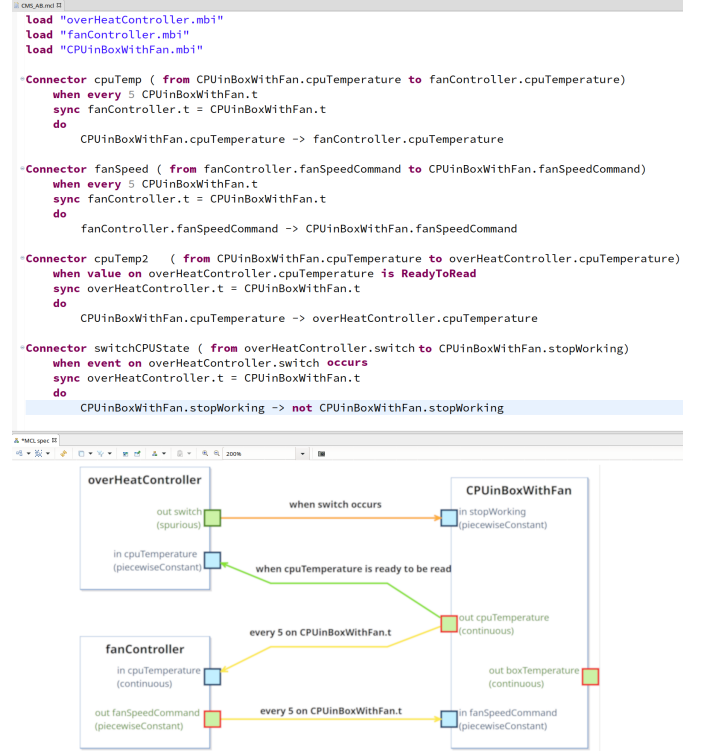 CMS_AB.mcl
load "overHeatController.mbi"
load "fanController.mbi"
load "CPUinBoxWithFan.mbi"
Connector cpuTemp ( from CPUinBoxWithFan.cpuTemperature to fanController.cpuTemperature)
when every 5 CPUinBoxWithFan.t
sync fanController.t = CPUinBoxWithFan.t
do
CPUinBoxWithFan.cpuTemperature -> fanController.cpuTemperature
Connector fanSpeed ( from fanController.fanSpeedCommand to CPUinBoxWithFan.fanSpeedCommand)
when every 5 CPUinBoxWithFan.t
sync fanController.t = CPUinBoxWithFan.t
do
fanController.fanSpeedCommand -> CPUinBoxWithFan.fanSpeedCommand
Connector cpuTemp2 ( from CPUinBoxWithFan.cpuTemperature to overHeatController.cpuTemperature)
when value on overHeatController.cpuTemperature is ReadyToRead
sync overHeatController.t = CPUinBoxWithFan.t
do
CPUinBoxWithFan.cpuTemperature -> overHeatController.cpuTemperature
Connector switchCPUState ( from overHeatController.switch to CPUinBoxWithFan.stopWorking)
when event on overHeatController.switch occurs
sync overHeatController.t = CPUinBoxWithFan.t
do
CPUinBoxWithFan.stopWorking -> not CPUinBoxWithFan.stopWorking
*MCL spec
200%
overHeatController
CPUinBoxWithFan
when switch occurs
out switch
(spurious)
in stopWorking
(piecewiseConstant)
in cpuTemperature
(piecewiseConstant)
when cpuTemperature is ready to be read
out cpuTemperature
(continuous)
every 5 on CPUinBoxWithFan.t
fanController
in cpuTemperature
(continuous)
out boxTemperature
(continuous)
out fanSpeedCommand
(piecewiseConstant)
every 5 on CPUinBoxWithFan.t
in fanSpeedCommand
(piecewiseConstant)